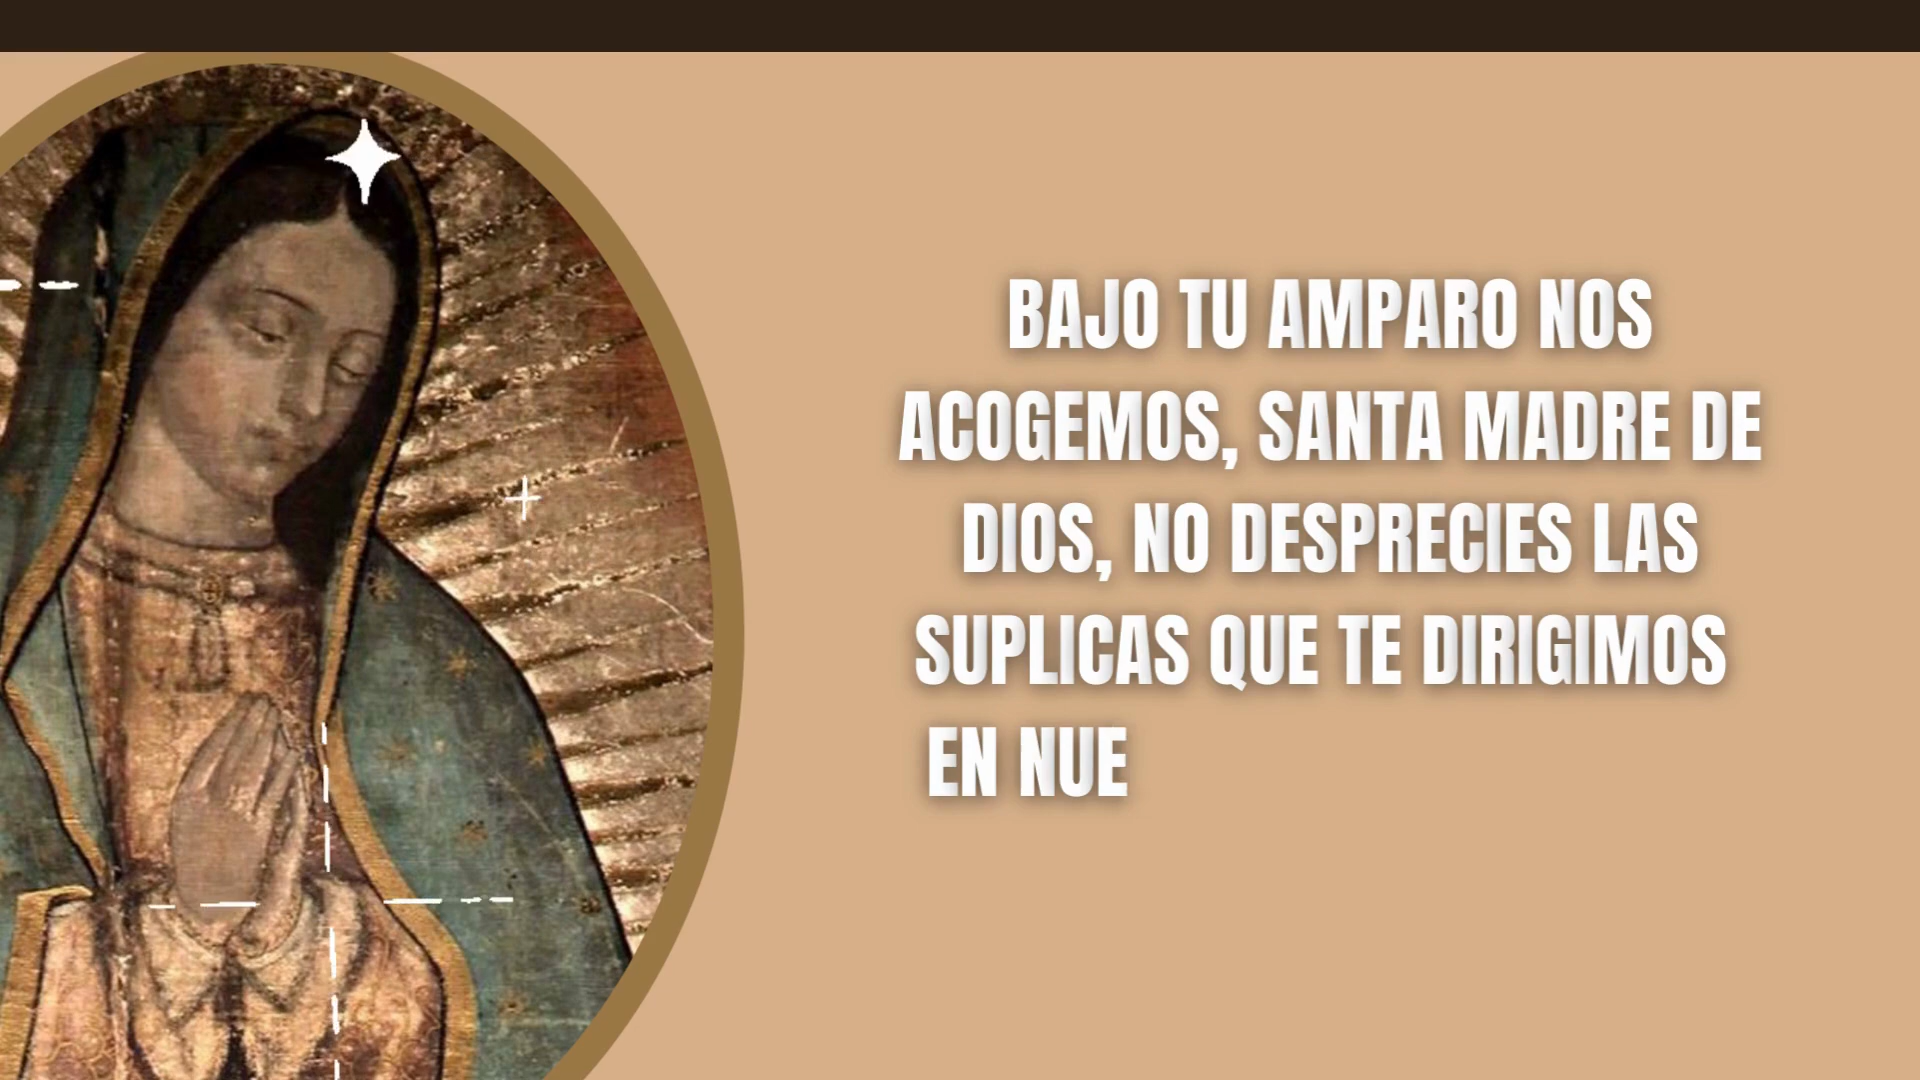 BAJO TU AMPARO NOS
ACOGEMOS, SANTA MADRE DE
DIOS, NO DESPRECIES LAS
SUPLICAS QUE TE DIRIGIMOS
EN NUE